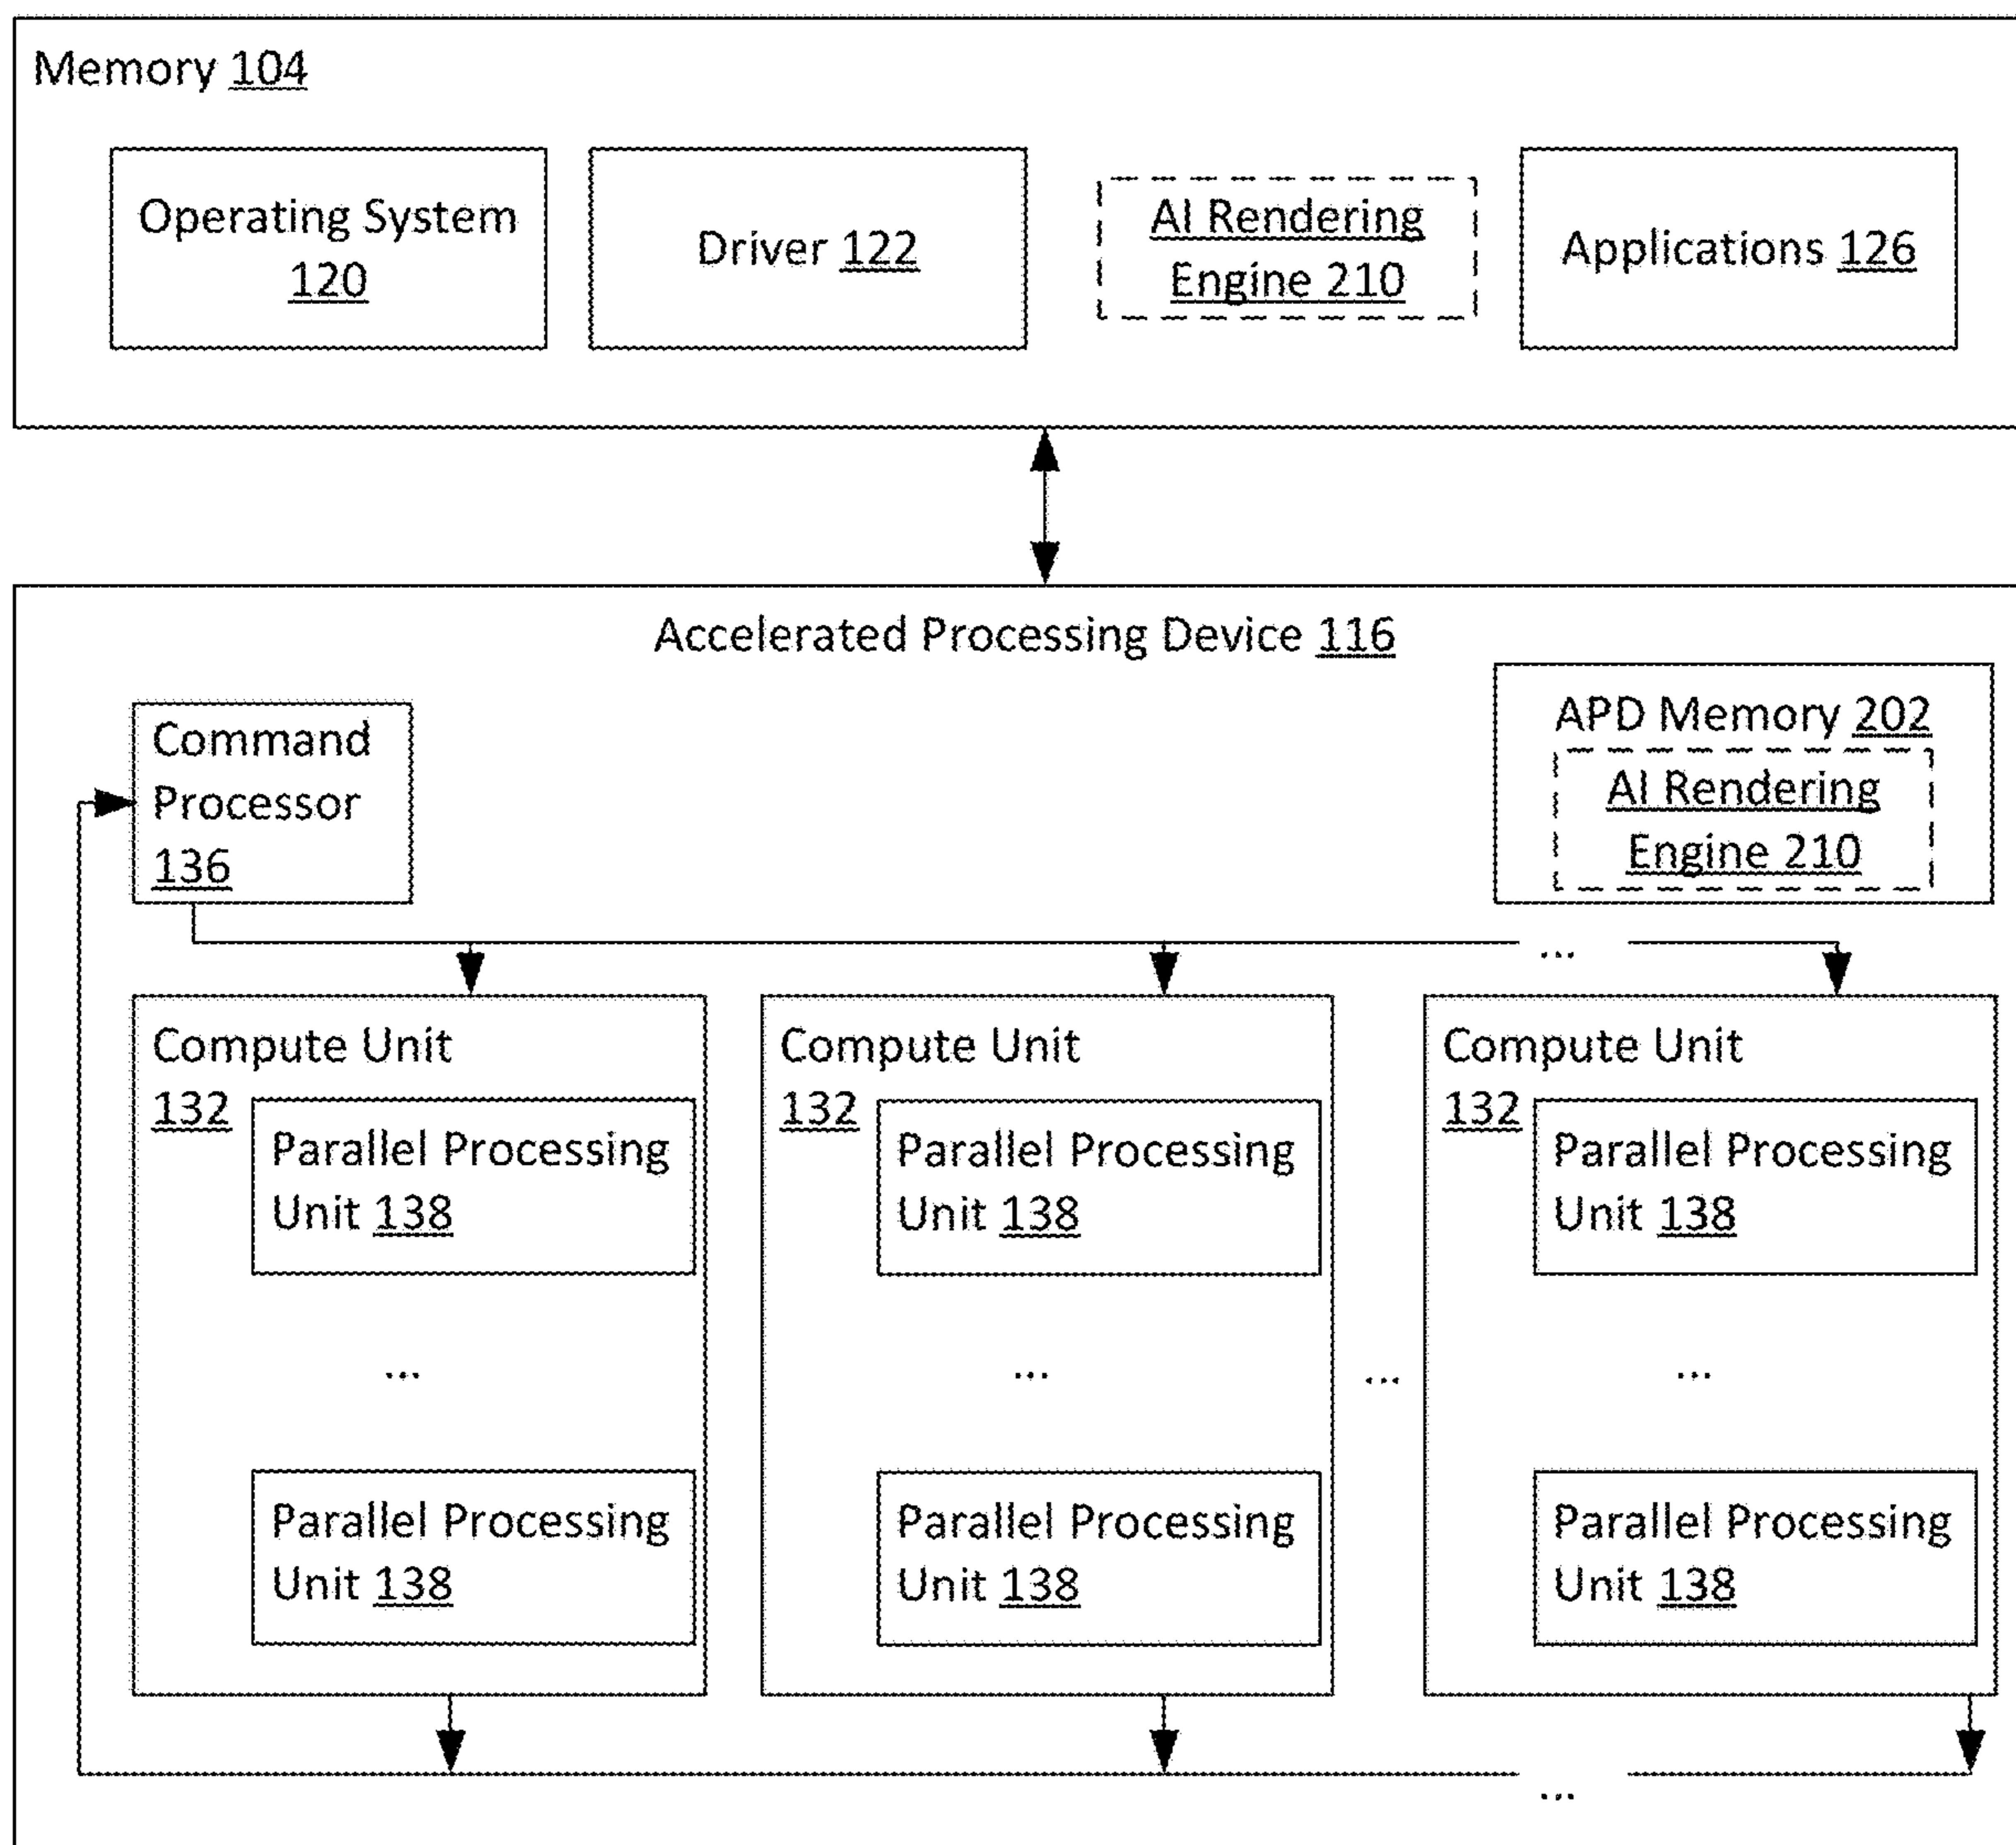 Memory 104
Operating System
120
Driver 122
AI Rendering
Engine 210
Applications 126
Accelerated Processing Device 116
Command
Processor
136
APD Memory 202
AI Rendering
Engine 210
...
Compute Unit
132
Parallel Processing
Unit 138
...
Parallel Processing
Unit 138
Compute Unit
132
Parallel Processing
Unit 138
...
Parallel Processing
Unit 138
...
Compute Unit
132
Parallel Processing
Unit 138
...
Parallel Processing
Unit 138
...